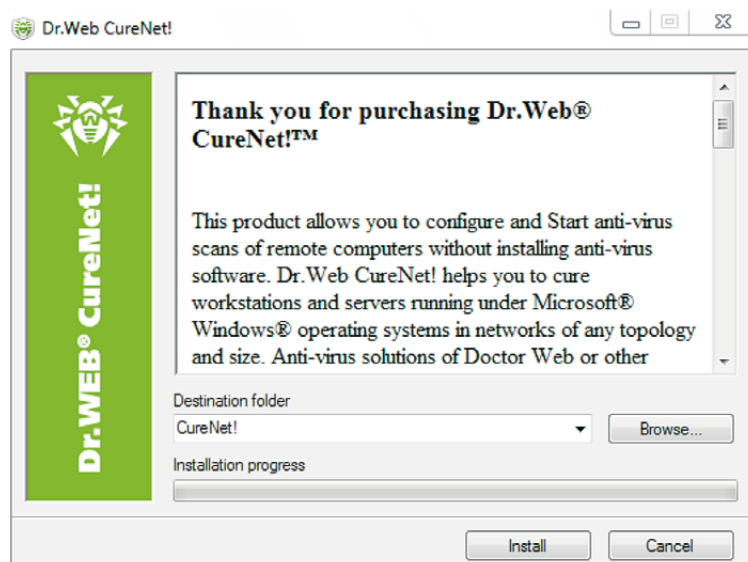 Dr.Web CureNet!
Thank you for purchasing Dr.Web®
CureNet!™
This product allows you to configure and Start anti-virus
scans of remote computers without installing anti-virus
software. Dr.Web CureNet! helps you to cure
workstations and servers running under Microsoft®
Windows® operating systems in networks of any topology
and size. Anti-virus solutions of Doctor Web or other
Dr.WEB® CureNet!
Destination folder
CureNet!
Browse...
Installation progress
Install
Cancel